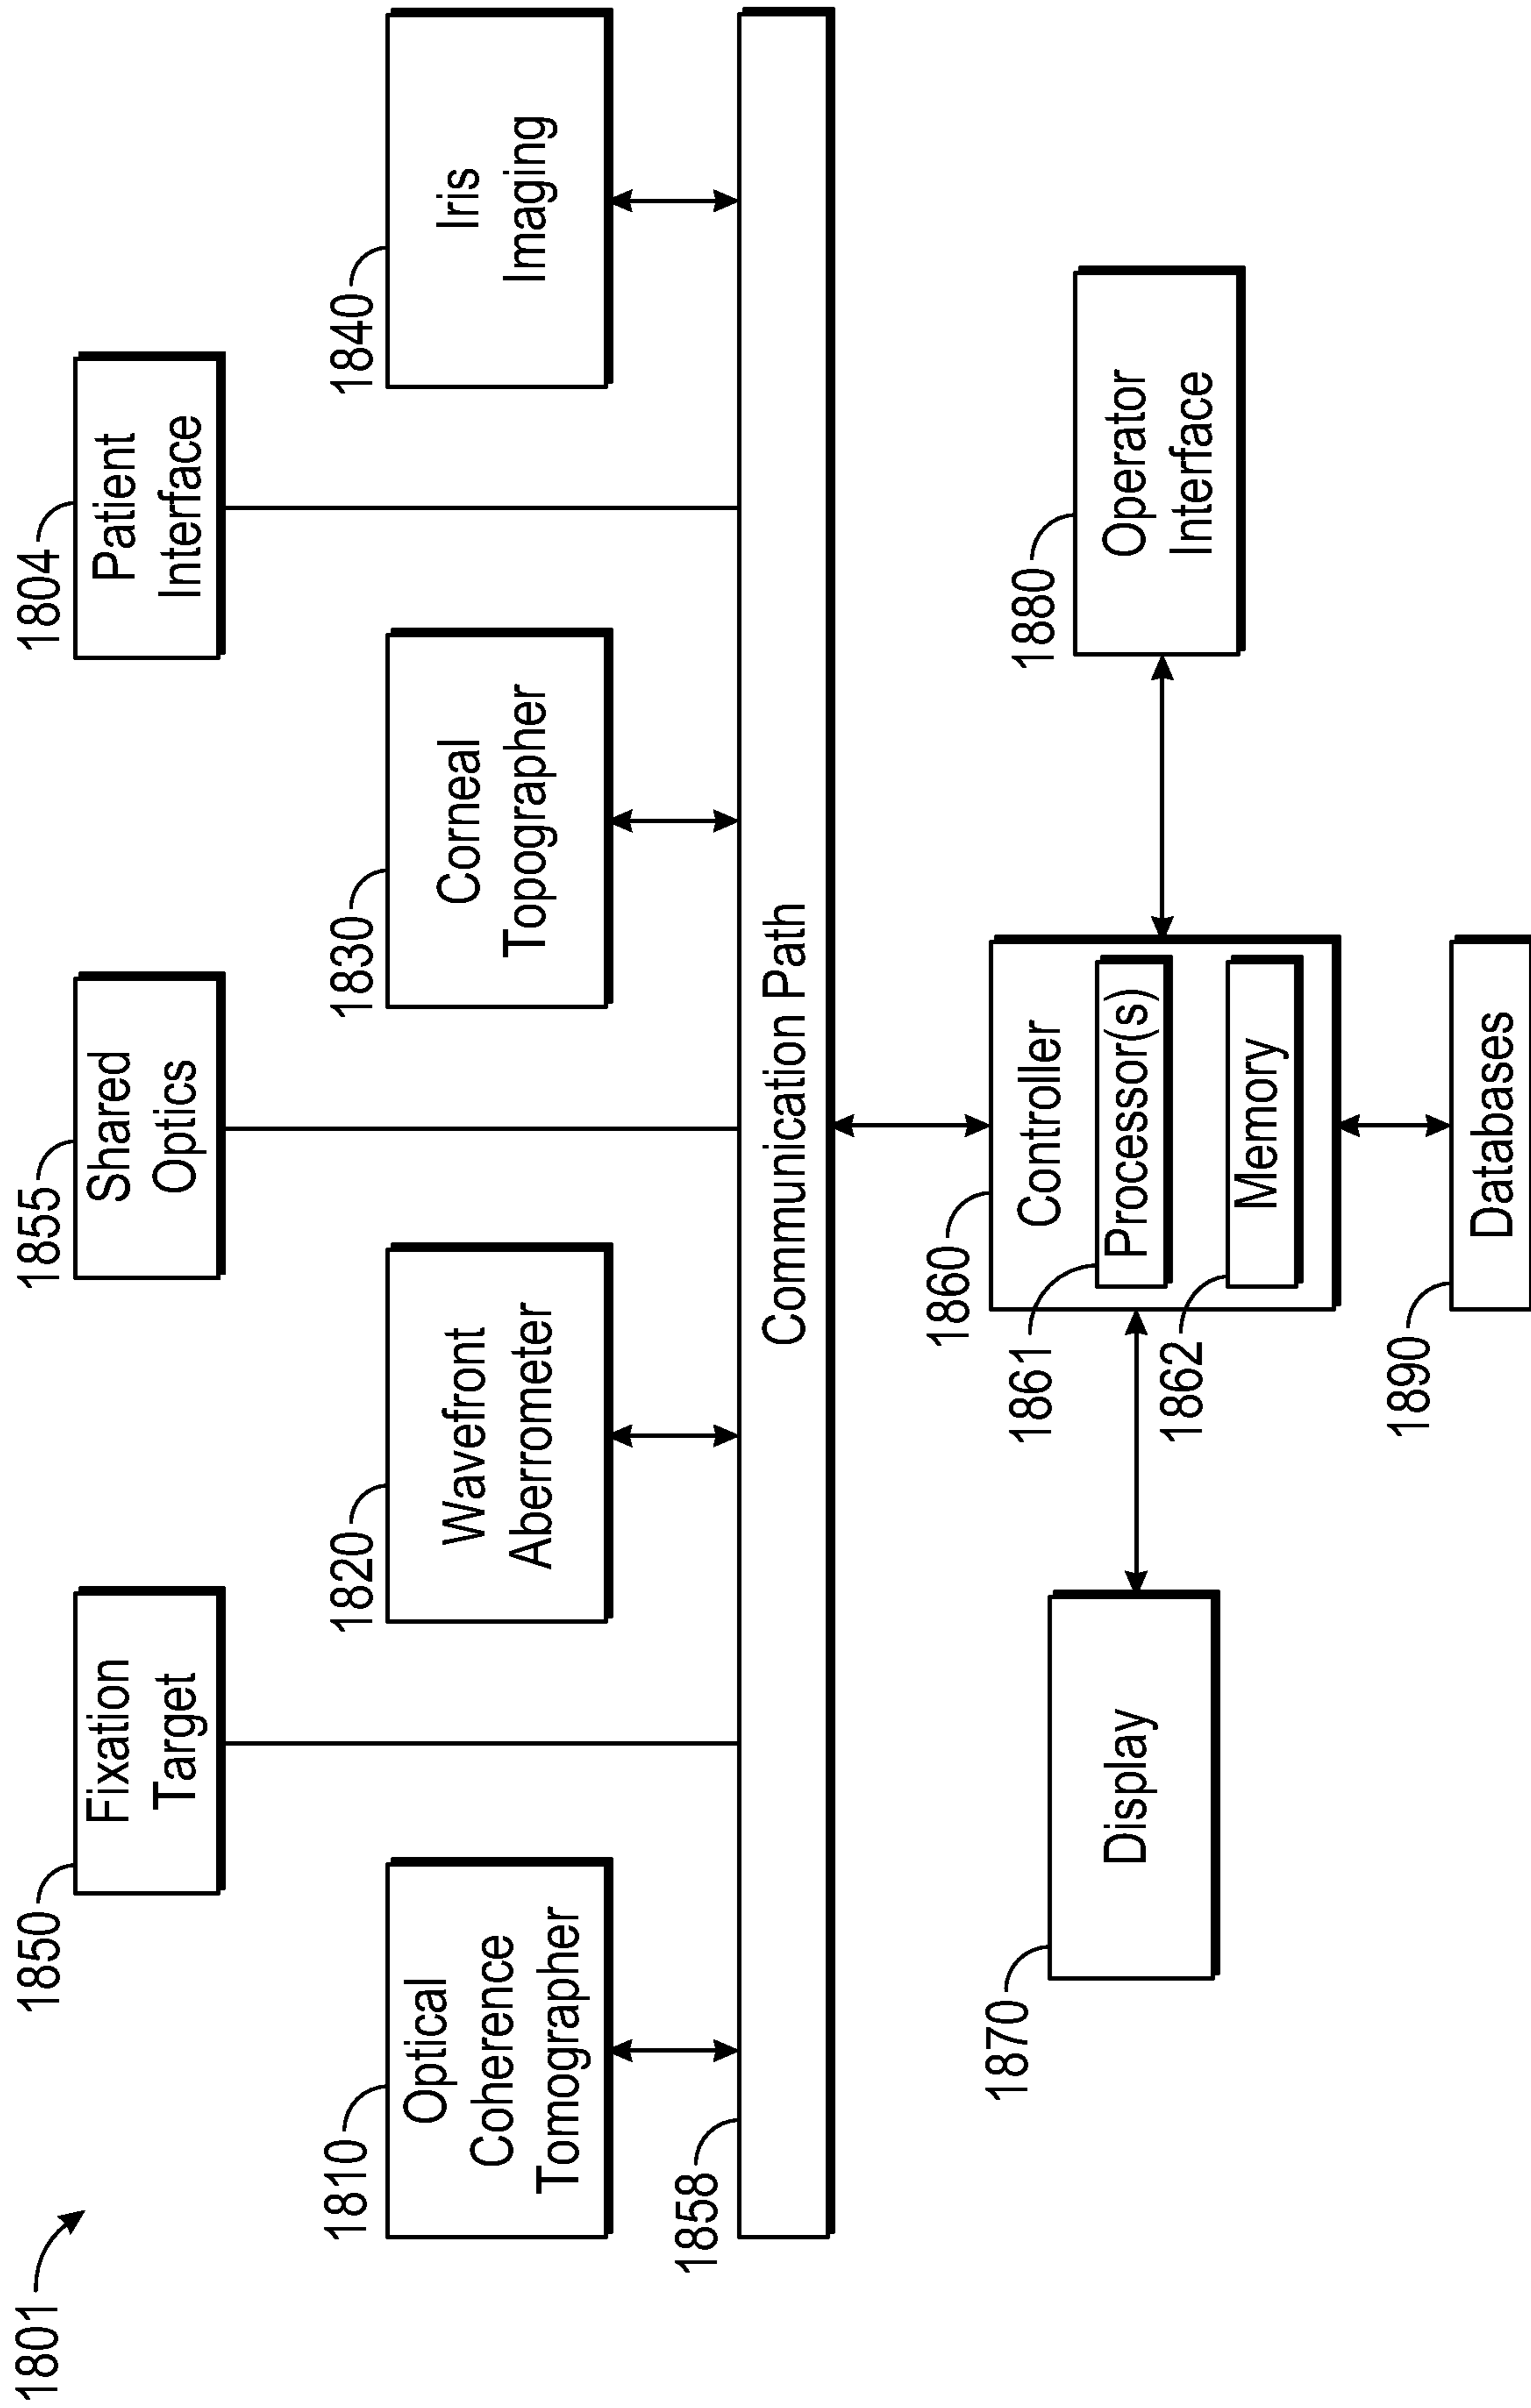 1801
1850
Fixation
Target
1855
Shared
Optics
1804
Patient
Interface
1810
Optical
Coherence
Tomographer
1820
Wavefront
Aberrometer
1830
Corneal
Topographer
1840
Iris
Imaging
1858
Communication Path
1860
Controller
1861
Processor(s)
1862
Memory
1870
Display
1880
Operator
Interface
1890
Databases